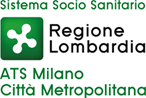 Sistema Socio Sanitario
Regione
Lombardia
ATS Milano
Città Metropolitana